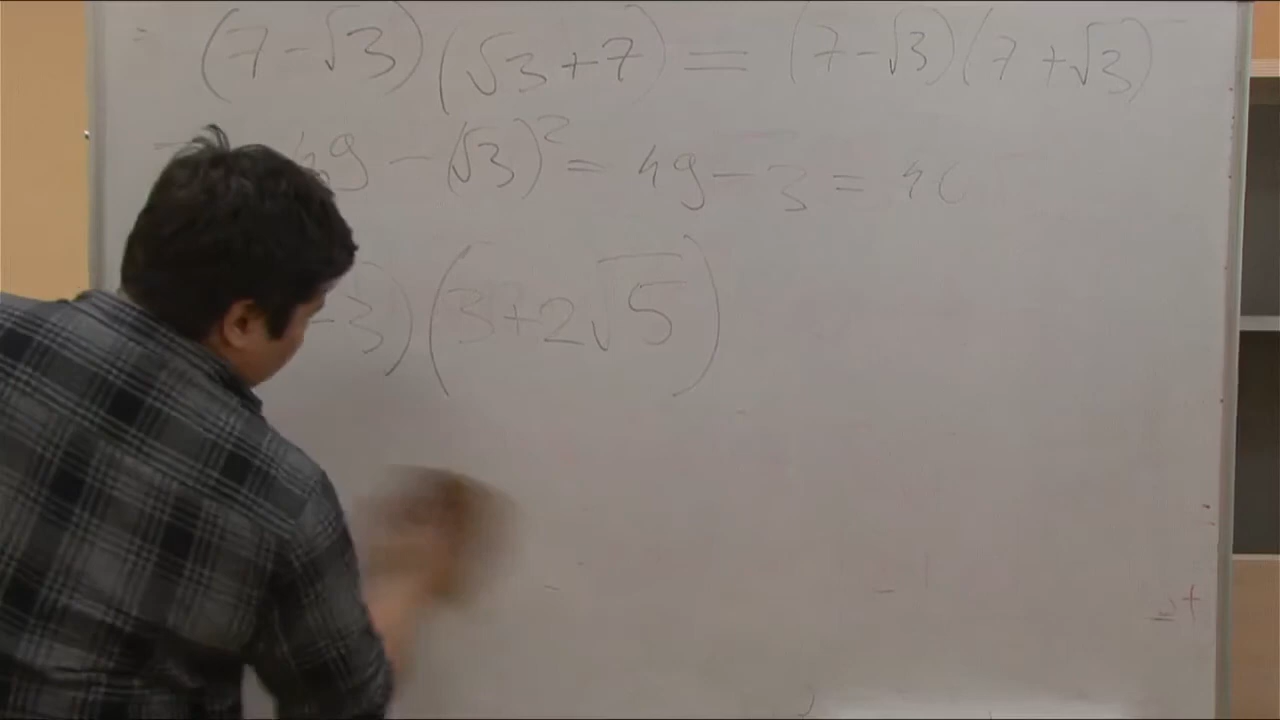 = (7 - √3)(√3 + 7) = (7 - √3)(7 + √3)
49 - (√3)² = 49 - 3 = 46
- 3)(3 + 2√5)